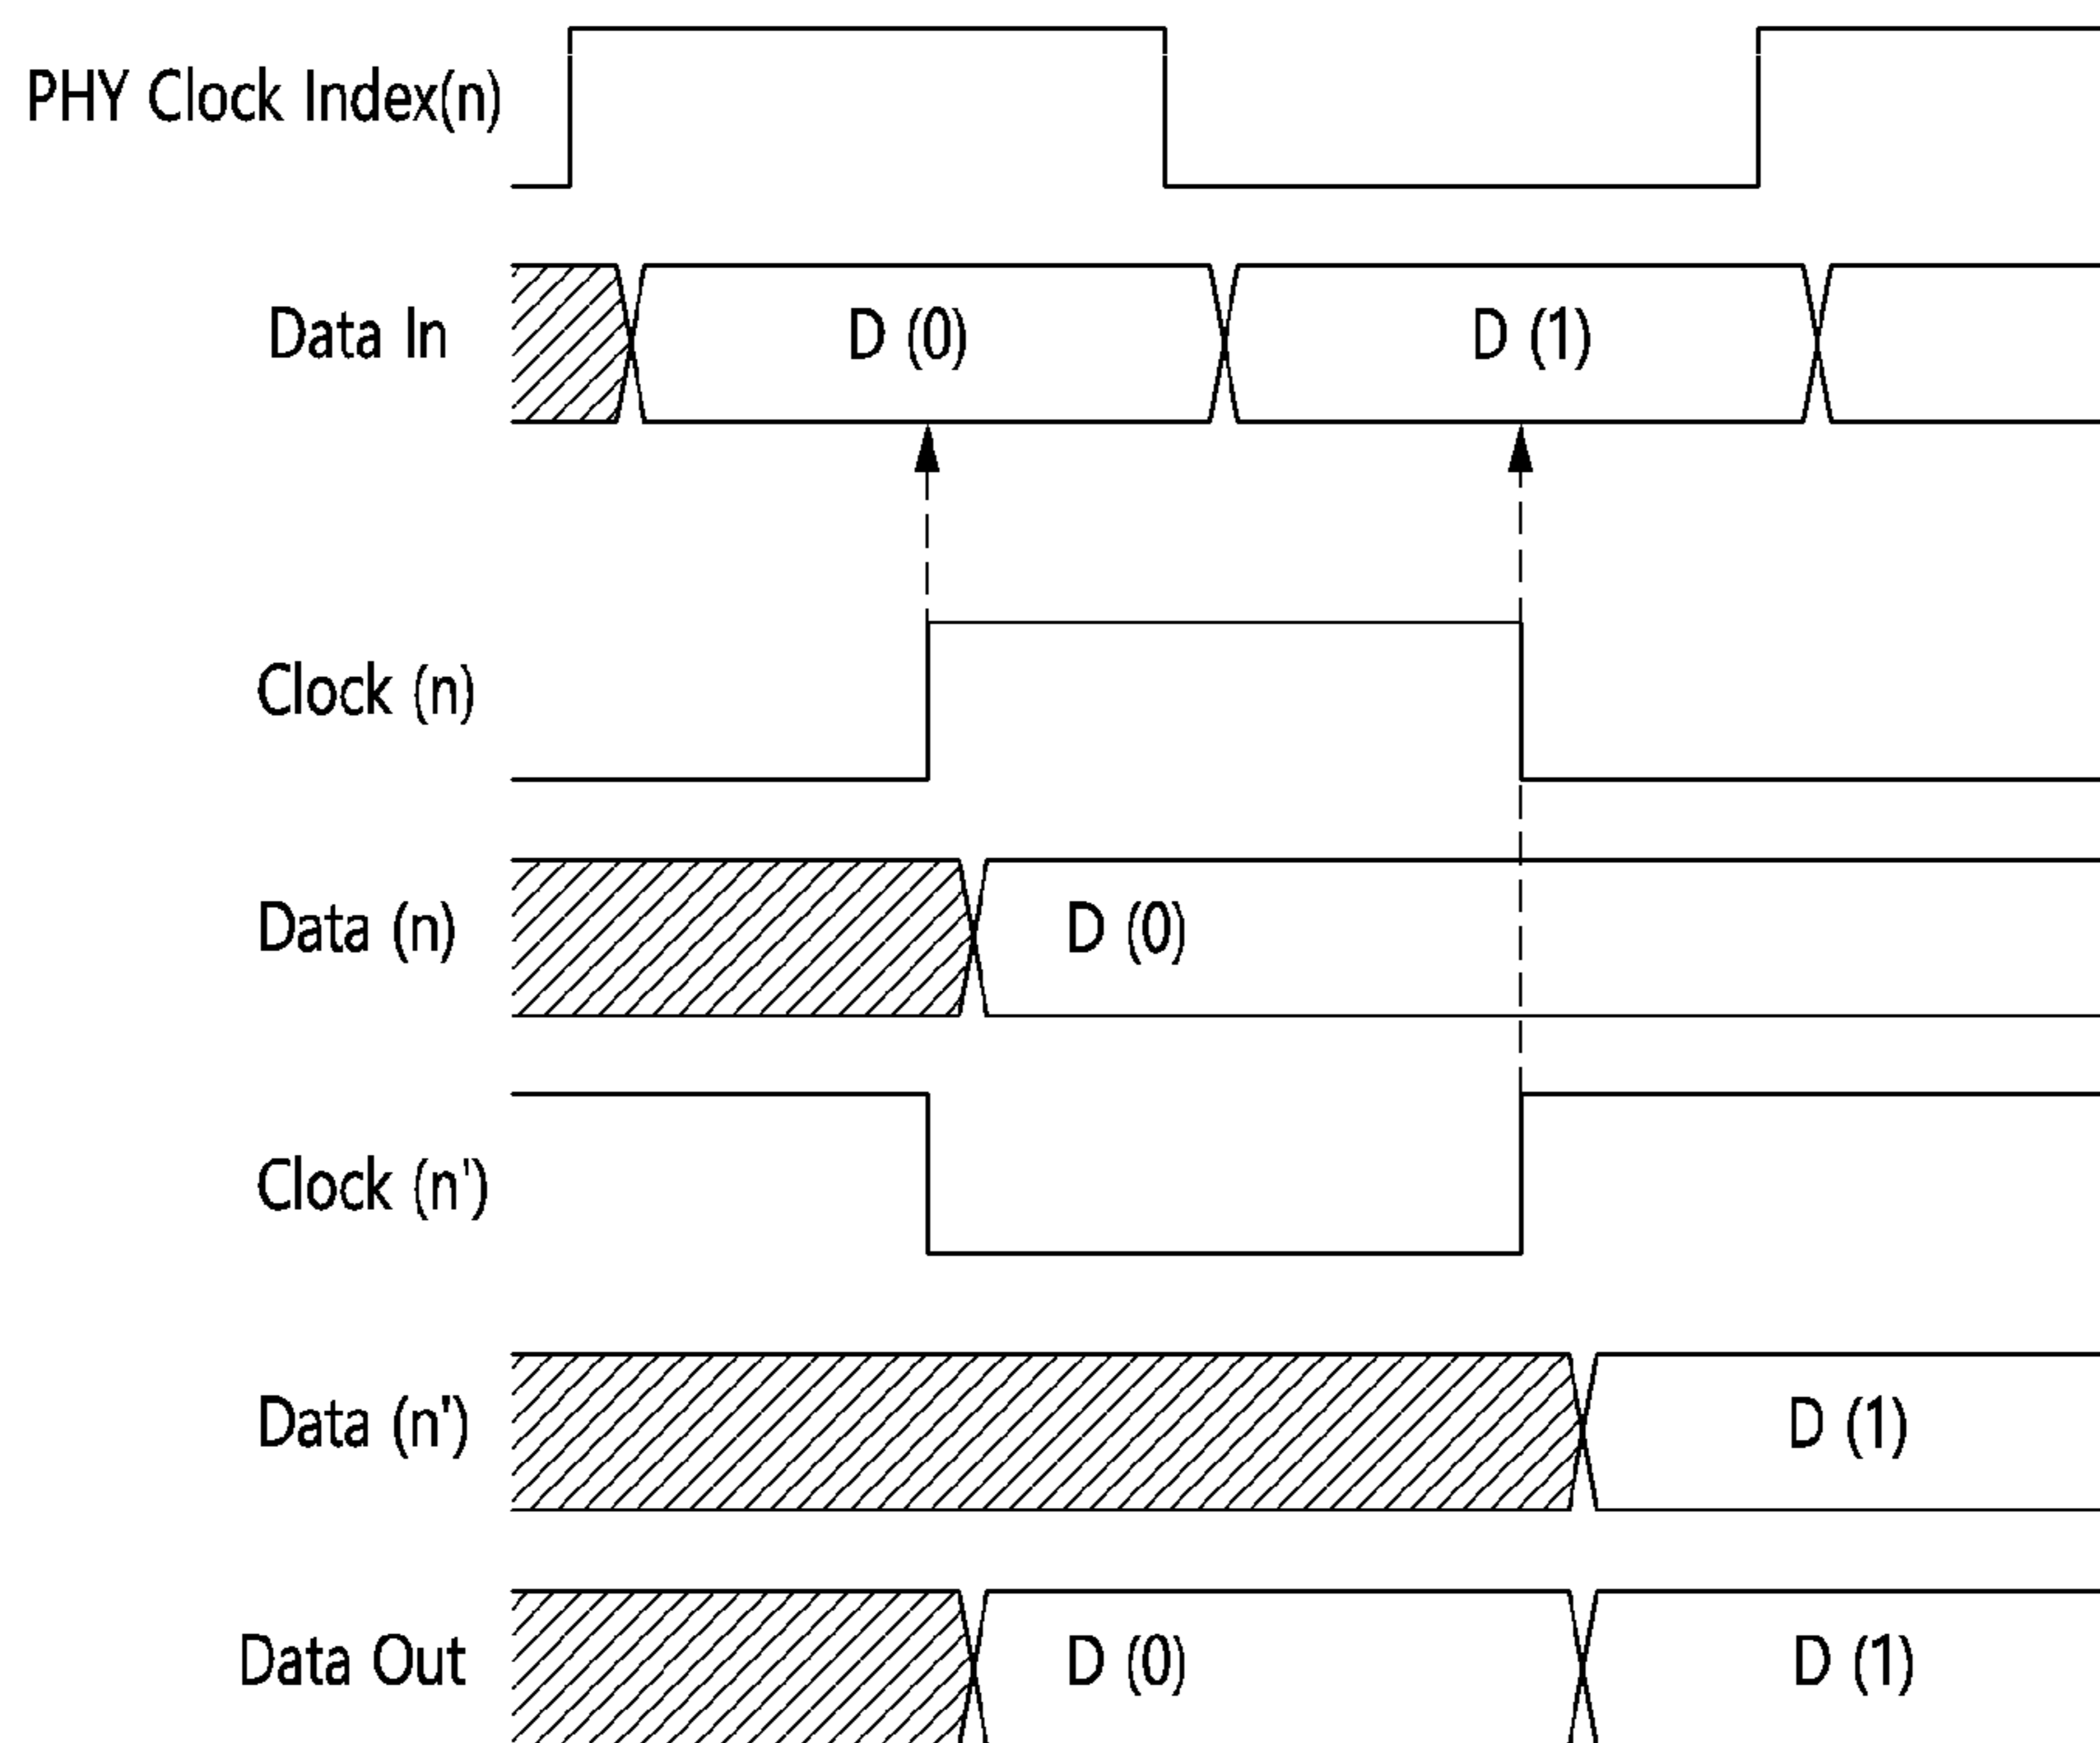 PHY Clock Index(n)
Data In D (0) D (1)
Clock (n)
Data (n) D (0)
Clock (n')
Data (n') D (1)
Data Out D (0) D (1)